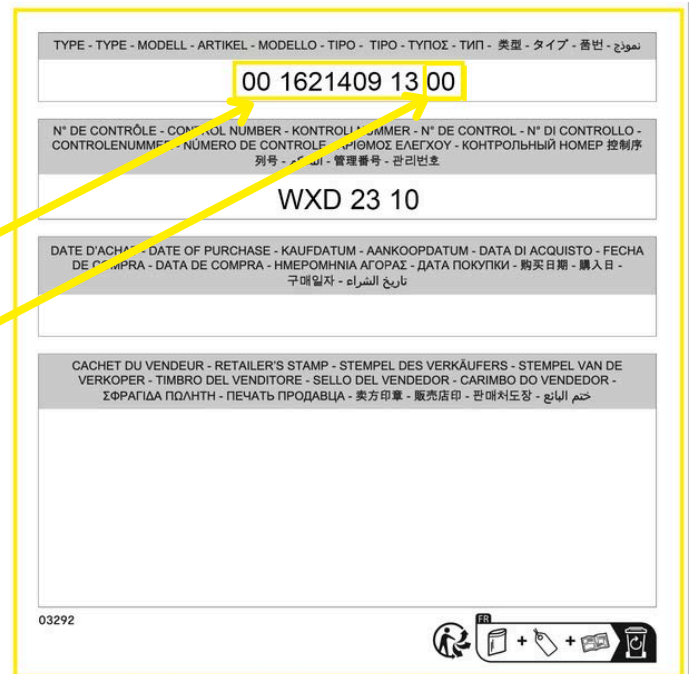 TYPE - TYPE - MODELL - ARTIKEL - MODELLO - TIPO - TIPO - ΤΥΠΟΣ - ТИП - 类型 - タイプ - 품번 - نموذج
00 1621409 13 00
N° DE CONTRÔLE - CONTROL NUMBER - KONTROLLNUMMER - N° DE CONTROL - N° DI CONTROLLO -
CONTROLENUMMER - NÚMERO DE CONTROLE - ΑΡΙΘΜΟΣ ΕΛΕΓΧΟΥ - КОНТРОЛЬНЫЙ НОМЕР 控制序
列号 - 管理番号 - 관리번호
WXD 23 10
DATE D'ACHAT - DATE OF PURCHASE - KAUFDATUM - AANKOOPDATUM - DATA DI ACQUISTO - FECHA
DE COMPRA - DATA DE COMPRA - ΗΜΕΡΟΜΗΝΙΑ ΑΓΟΡΑΣ - ДАТА ПОКУПКИ - 购买日期 - 購入日 -
구매일자 - تاريخ الشراء
CACHET DU VENDEUR - RETAILER'S STAMP - STEMPEL DES VERKÄUFERS - STEMPEL VAN DE
VERKOPER - TIMBRO DEL VENDITORE - SELLO DEL VENDEDOR - CARIMBO DO VENDEDOR -
ΣΦΡΑΓΙΔΑ ΠΩΛΗΤΗ - ПЕЧАТЬ ПРОДАВЦА - 卖方印章 - 販売店印 - 판매처도장 - ختم البائع
03292
FR